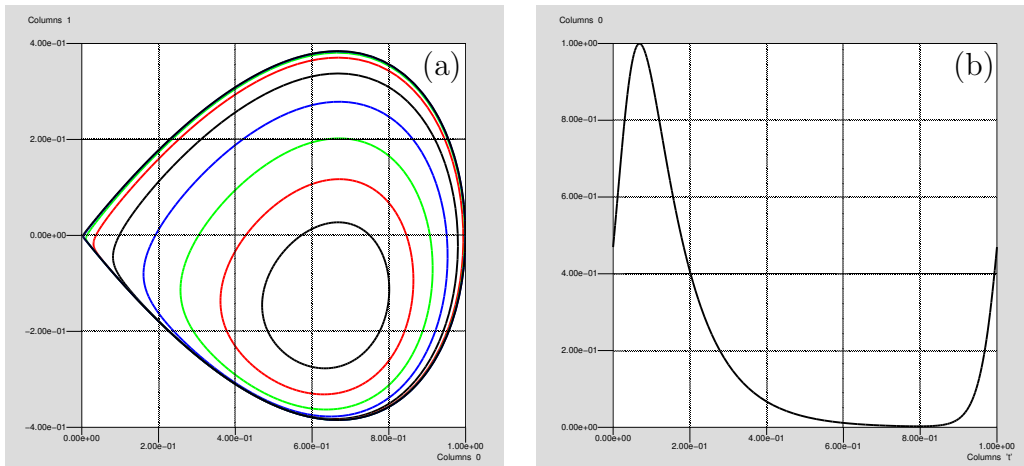 Columns 1
4.00e−01
(a)
2.00e−01
0.00e+00
−2.00e−01
−4.00e−01
0.00e+00 2.00e−01 4.00e−01 6.00e−01 8.00e−01 1.00e+00
Columns 0
Columns 0
1.00e+00
(b)
8.00e−01
6.00e−01
4.00e−01
2.00e−01
0.00e+00
0.00e+00 2.00e−01 4.00e−01 6.00e−01 8.00e−01 1.00e+00
Columns 't'